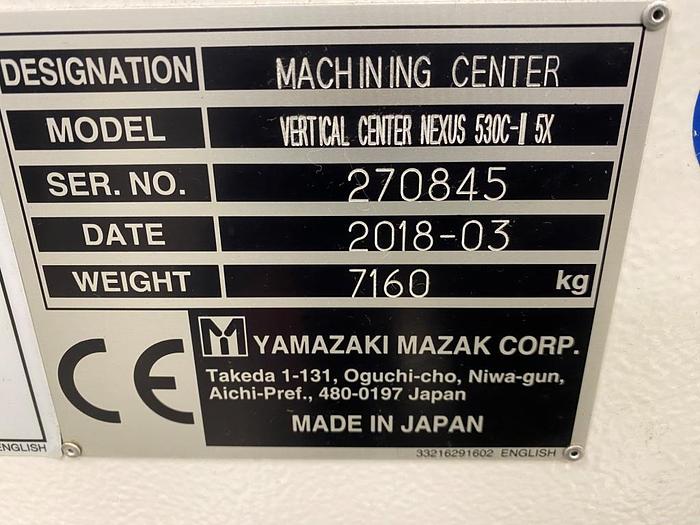 DESIGNATION MACHINING CENTER
MODEL VERTICAL CENTER NEXUS 530C-Ⅱ 5X
SER. NO. 270845
DATE 2018-03
WEIGHT 7160 kg
CE
YAMAZAKI MAZAK CORP.
Takeda 1-131, Oguchi-cho, Niwa-gun,
Aichi-Pref., 480-0197 Japan
MADE IN JAPAN
33216291602 ENGLISH
ENGLISH